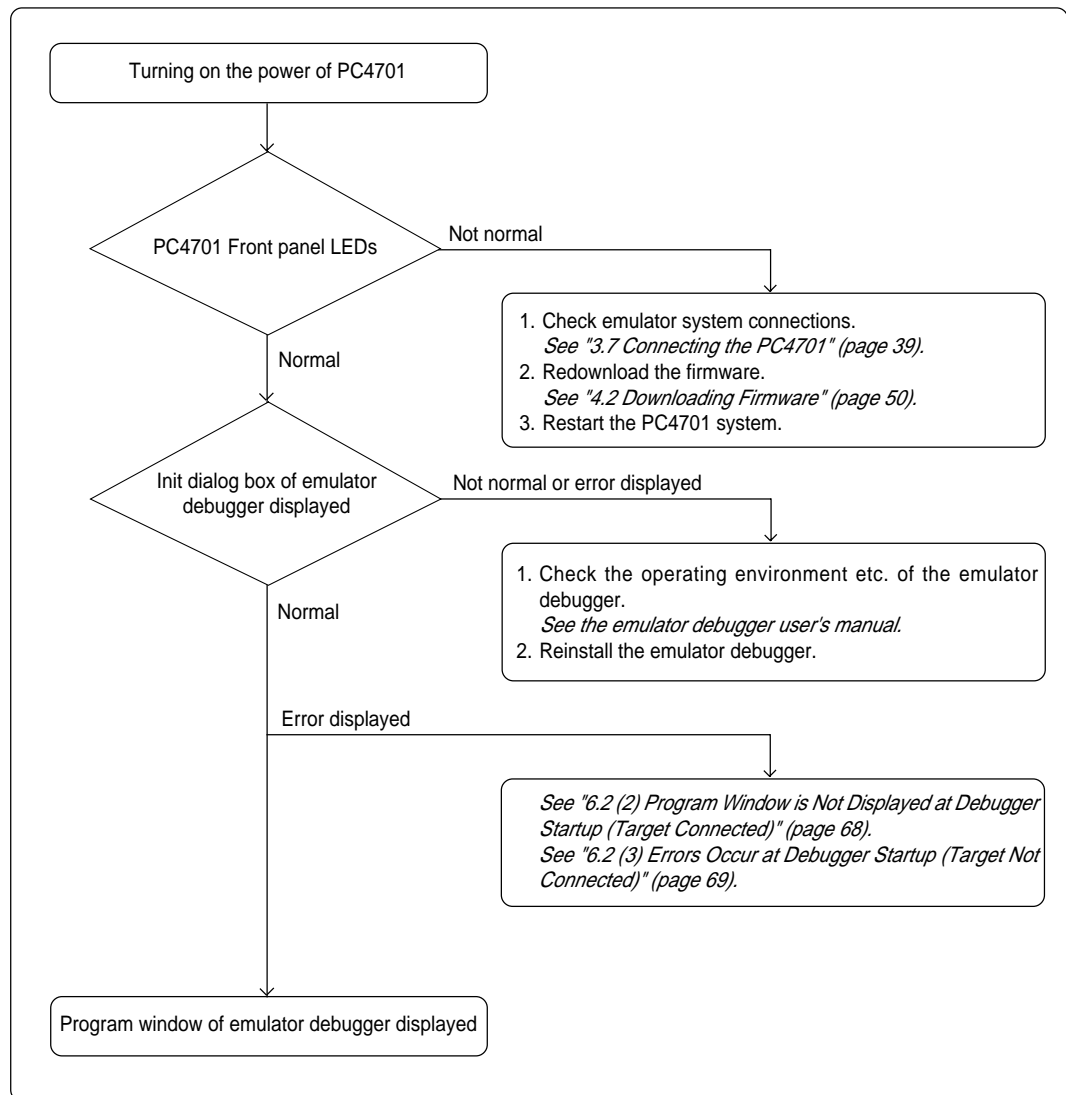 Turning on the power of PC4701
PC4701 Front panel LEDs
Not normal
1. Check emulator system connections.
See "3.7 Connecting the PC4701" (page 39).
2. Redownload the firmware.
See "4.2 Downloading Firmware" (page 50).
3. Restart the PC4701 system.
Normal
Init dialog box of emulator
debugger displayed
Not normal or error displayed
1. Check the operating environment etc. of the emulator
debugger.
See the emulator debugger user's manual.
2. Reinstall the emulator debugger.
Normal
Error displayed
See "6.2 (2) Program Window is Not Displayed at Debugger
Startup (Target Connected)" (page 68).
See "6.2 (3) Errors Occur at Debugger Startup (Target Not
Connected)" (page 69).
Program window of emulator debugger displayed